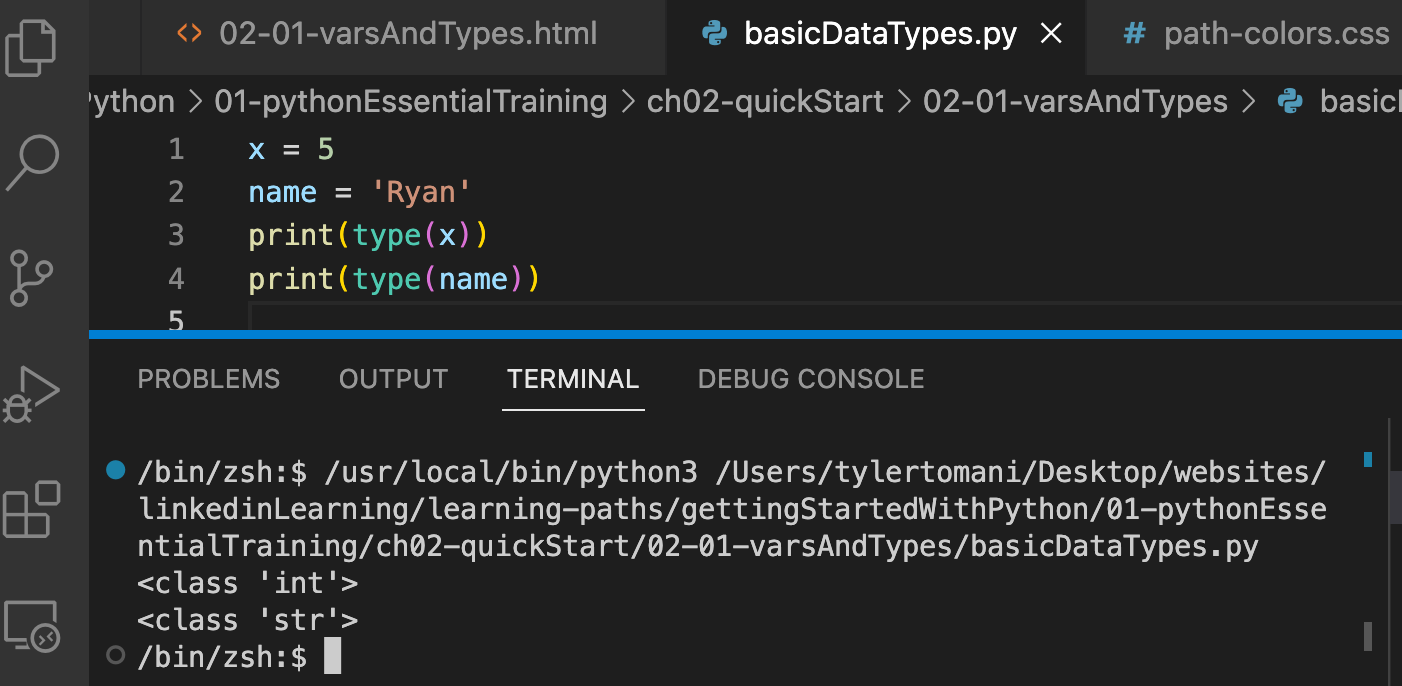 02-01-varsAndTypes.html basicDataTypes.py # path-colors.css
ython > 01-pythonEssentialTraining > ch02-quickStart > 02-01-varsAndTypes > basic
1 x = 5
2 name = 'Ryan'
3 print(type(x))
4 print(type(name))
5
PROBLEMS OUTPUT TERMINAL DEBUG CONSOLE
/bin/zsh:$ /usr/local/bin/python3 /Users/tylertomani/Desktop/websites/
linkedinLearning/learning-paths/gettingStartedWithPython/01-pythonEsse
ntialTraining/ch02-quickStart/02-01-varsAndTypes/basicDataTypes.py
<class 'int'>
<class 'str'>
/bin/zsh:$